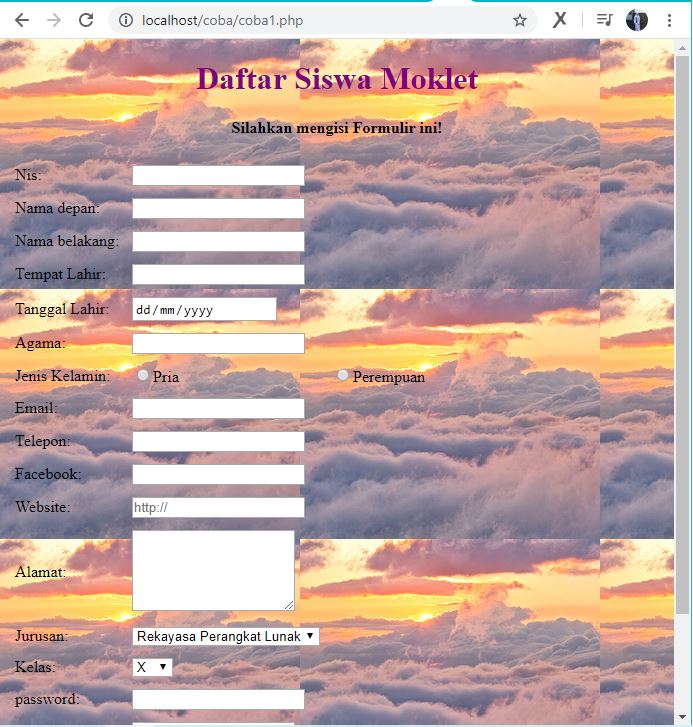 localhost/coba/coba1.php
Daftar Siswa Moklet
Silahkan mengisi Formulir ini!
Nis:
Nama depan:
Nama belakang:
Tempat Lahir:
Tanggal Lahir: dd/mm/yyyy
Agama:
Jenis Kelamin: Pria Perempuan
Email:
Telepon:
Facebook:
Website: http://
Alamat:
Jurusan: Rekayasa Perangkat Lunak
Kelas: X
password: